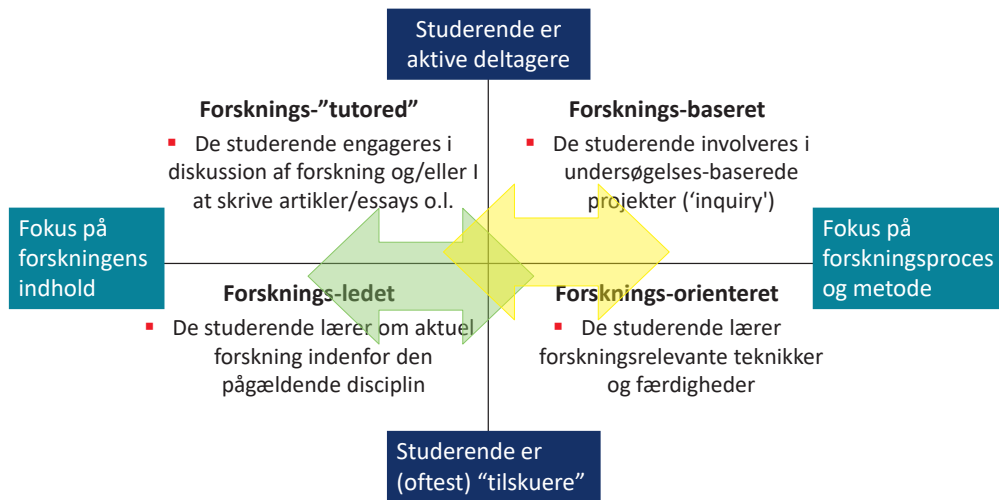 Studerende er
aktive deltagere
Forsknings-”tutored”
▪ De studerende engageres i
diskussion af forskning og/eller I
at skrive artikler/essays o.l.
Forsknings-baseret
▪ De studerende involveres i
undersøgelses-baserede
projekter (‘inquiry')
Fokus på
forskningens
indhold
Fokus på
forskningsproces
og metode
Forsknings-ledet
▪ De studerende lærer om aktuel
forskning indenfor den
pågældende disciplin
Forsknings-orienteret
▪ De studerende lærer
forskningsrelevante teknikker
og færdigheder
Studerende er
(oftest) “tilskuere”